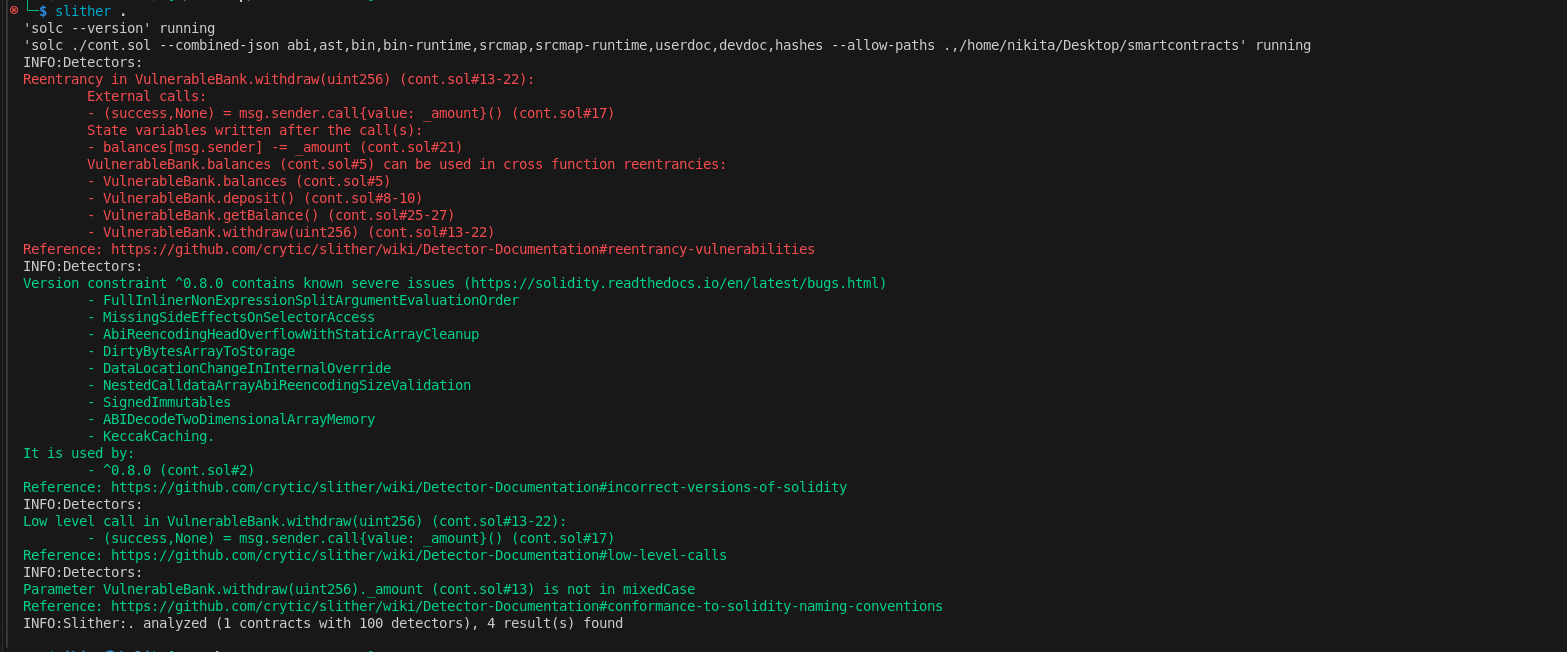 └─$ slither .
'solc --version' running
'solc ./cont.sol --combined-json abi,ast,bin,bin-runtime,srcmap,srcmap-runtime,userdoc,devdoc,hashes --allow-paths .,/home/nikita/Desktop/smartcontracts' running
INFO:Detectors:
Reentrancy in VulnerableBank.withdraw(uint256) (cont.sol#13-22):
        External calls:
        - (success,None) = msg.sender.call{value: _amount}() (cont.sol#17)
        State variables written after the call(s):
        - balances[msg.sender] -= _amount (cont.sol#21)
        VulnerableBank.balances (cont.sol#5) can be used in cross function reentrancies:
        - VulnerableBank.balances (cont.sol#5)
        - VulnerableBank.deposit() (cont.sol#8-10)
        - VulnerableBank.getBalance() (cont.sol#25-27)
        - VulnerableBank.withdraw(uint256) (cont.sol#13-22)
Reference: https://github.com/crytic/slither/wiki/Detector-Documentation#reentrancy-vulnerabilities
INFO:Detectors:
Version constraint ^0.8.0 contains known severe issues (https://solidity.readthedocs.io/en/latest/bugs.html)
        - FullInlinerNonExpressionSplitArgumentEvaluationOrder
        - MissingSideEffectsOnSelectorAccess
        - AbiReencodingHeadOverflowWithStaticArrayCleanup
        - DirtyBytesArrayToStorage
        - DataLocationChangeInInternalOverride
        - NestedCalldataArrayAbiReencodingSizeValidation
        - SignedImmutables
        - ABIDecodeTwoDimensionalArrayMemory
        - KeccakCaching.
It is used by:
        - ^0.8.0 (cont.sol#2)
Reference: https://github.com/crytic/slither/wiki/Detector-Documentation#incorrect-versions-of-solidity
INFO:Detectors:
Low level call in VulnerableBank.withdraw(uint256) (cont.sol#13-22):
        - (success,None) = msg.sender.call{value: _amount}() (cont.sol#17)
Reference: https://github.com/crytic/slither/wiki/Detector-Documentation#low-level-calls
INFO:Detectors:
Parameter VulnerableBank.withdraw(uint256)._amount (cont.sol#13) is not in mixedCase
Reference: https://github.com/crytic/slither/wiki/Detector-Documentation#conformance-to-solidity-naming-conventions
INFO:Slither:. analyzed (1 contracts with 100 detectors), 4 result(s) found